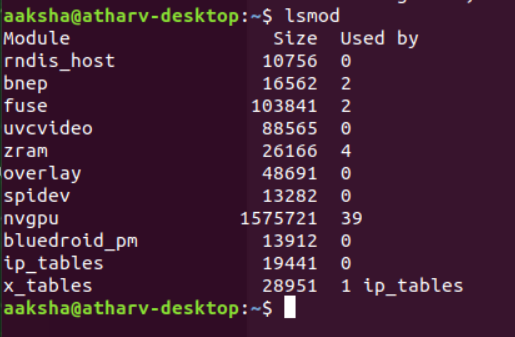 aaksha@atharv-desktop:~$ lsmod
Module                  Size  Used by
rndis_host             10756  0
bnep                   16562  2
fuse                  103841  2
uvcvideo               88565  0
zram                   26166  4
overlay                48691  0
spidev                 13282  0
nvgpu                1575721  39
bluedroid_pm           13912  0
ip_tables              19441  0
x_tables               28951  1 ip_tables
aaksha@atharv-desktop:~$